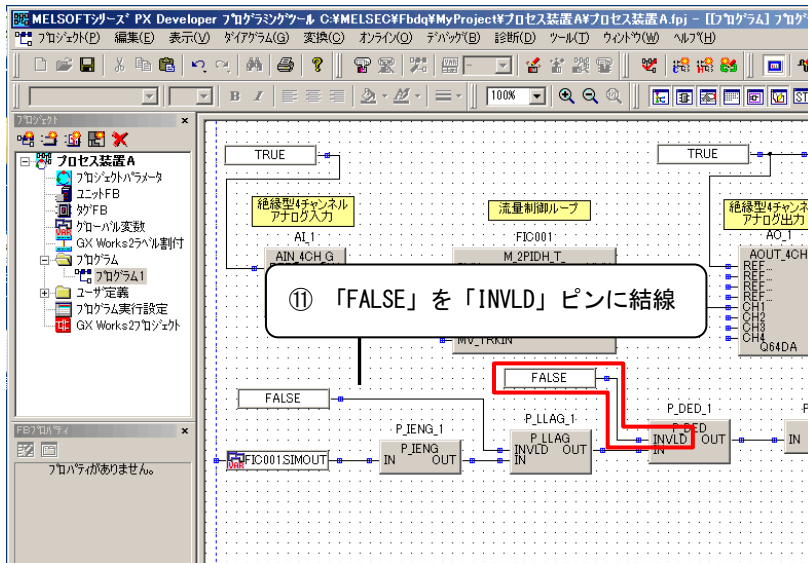 MELSOFTシリーズ PX Developer プログラミングツール C:¥MELSEC¥Fbdq¥MyProject¥プロセス装置A¥プロセス装置A.fpj - [[プログラム] プログ
プロジェクト(P) 編集(E) 表示(V) ダイアグラム(G) 変換(C) オンライン(O) デバッグ(B) 診断(D) ツール(T) ウィンドウ(W) ヘルプ(H)
B I 100% ST
プロジェクト ×
プロセス装置A
プロジェクトパラメータ
ユニットFB
タグFB
グローバル変数
GX Works2ラベル割付
プログラム
プログラム1
ユーザ定義
プログラム実行設定
GX Works2プロジェクト
FBプロパティ ×
プロパティがありません。
TRUE
TRUE
絶縁型4チャンネル
アナログ入力
流量制御ループ
絶縁型4チャンネ
アナログ出力
AI_1
FIC001
AO_1
AIN_4CH_G
M_2PIDH_T_
AOUT_4CH
REF...
REF...
REF...
REF...
CH1
CH2
CH3
CH4
Q64DA
⑪ 「FALSE」を「INVLD」ピンに結線
MV_TRKIN
FALSE
FALSE
P_IENG_1
P_LLAG_1
P_DED_1
P
P_IENG
IN OUT
P_LLAG
INVLD OUT
IN
P_DED
INVLD OUT
IN
IN
FIC001.SIMOUT